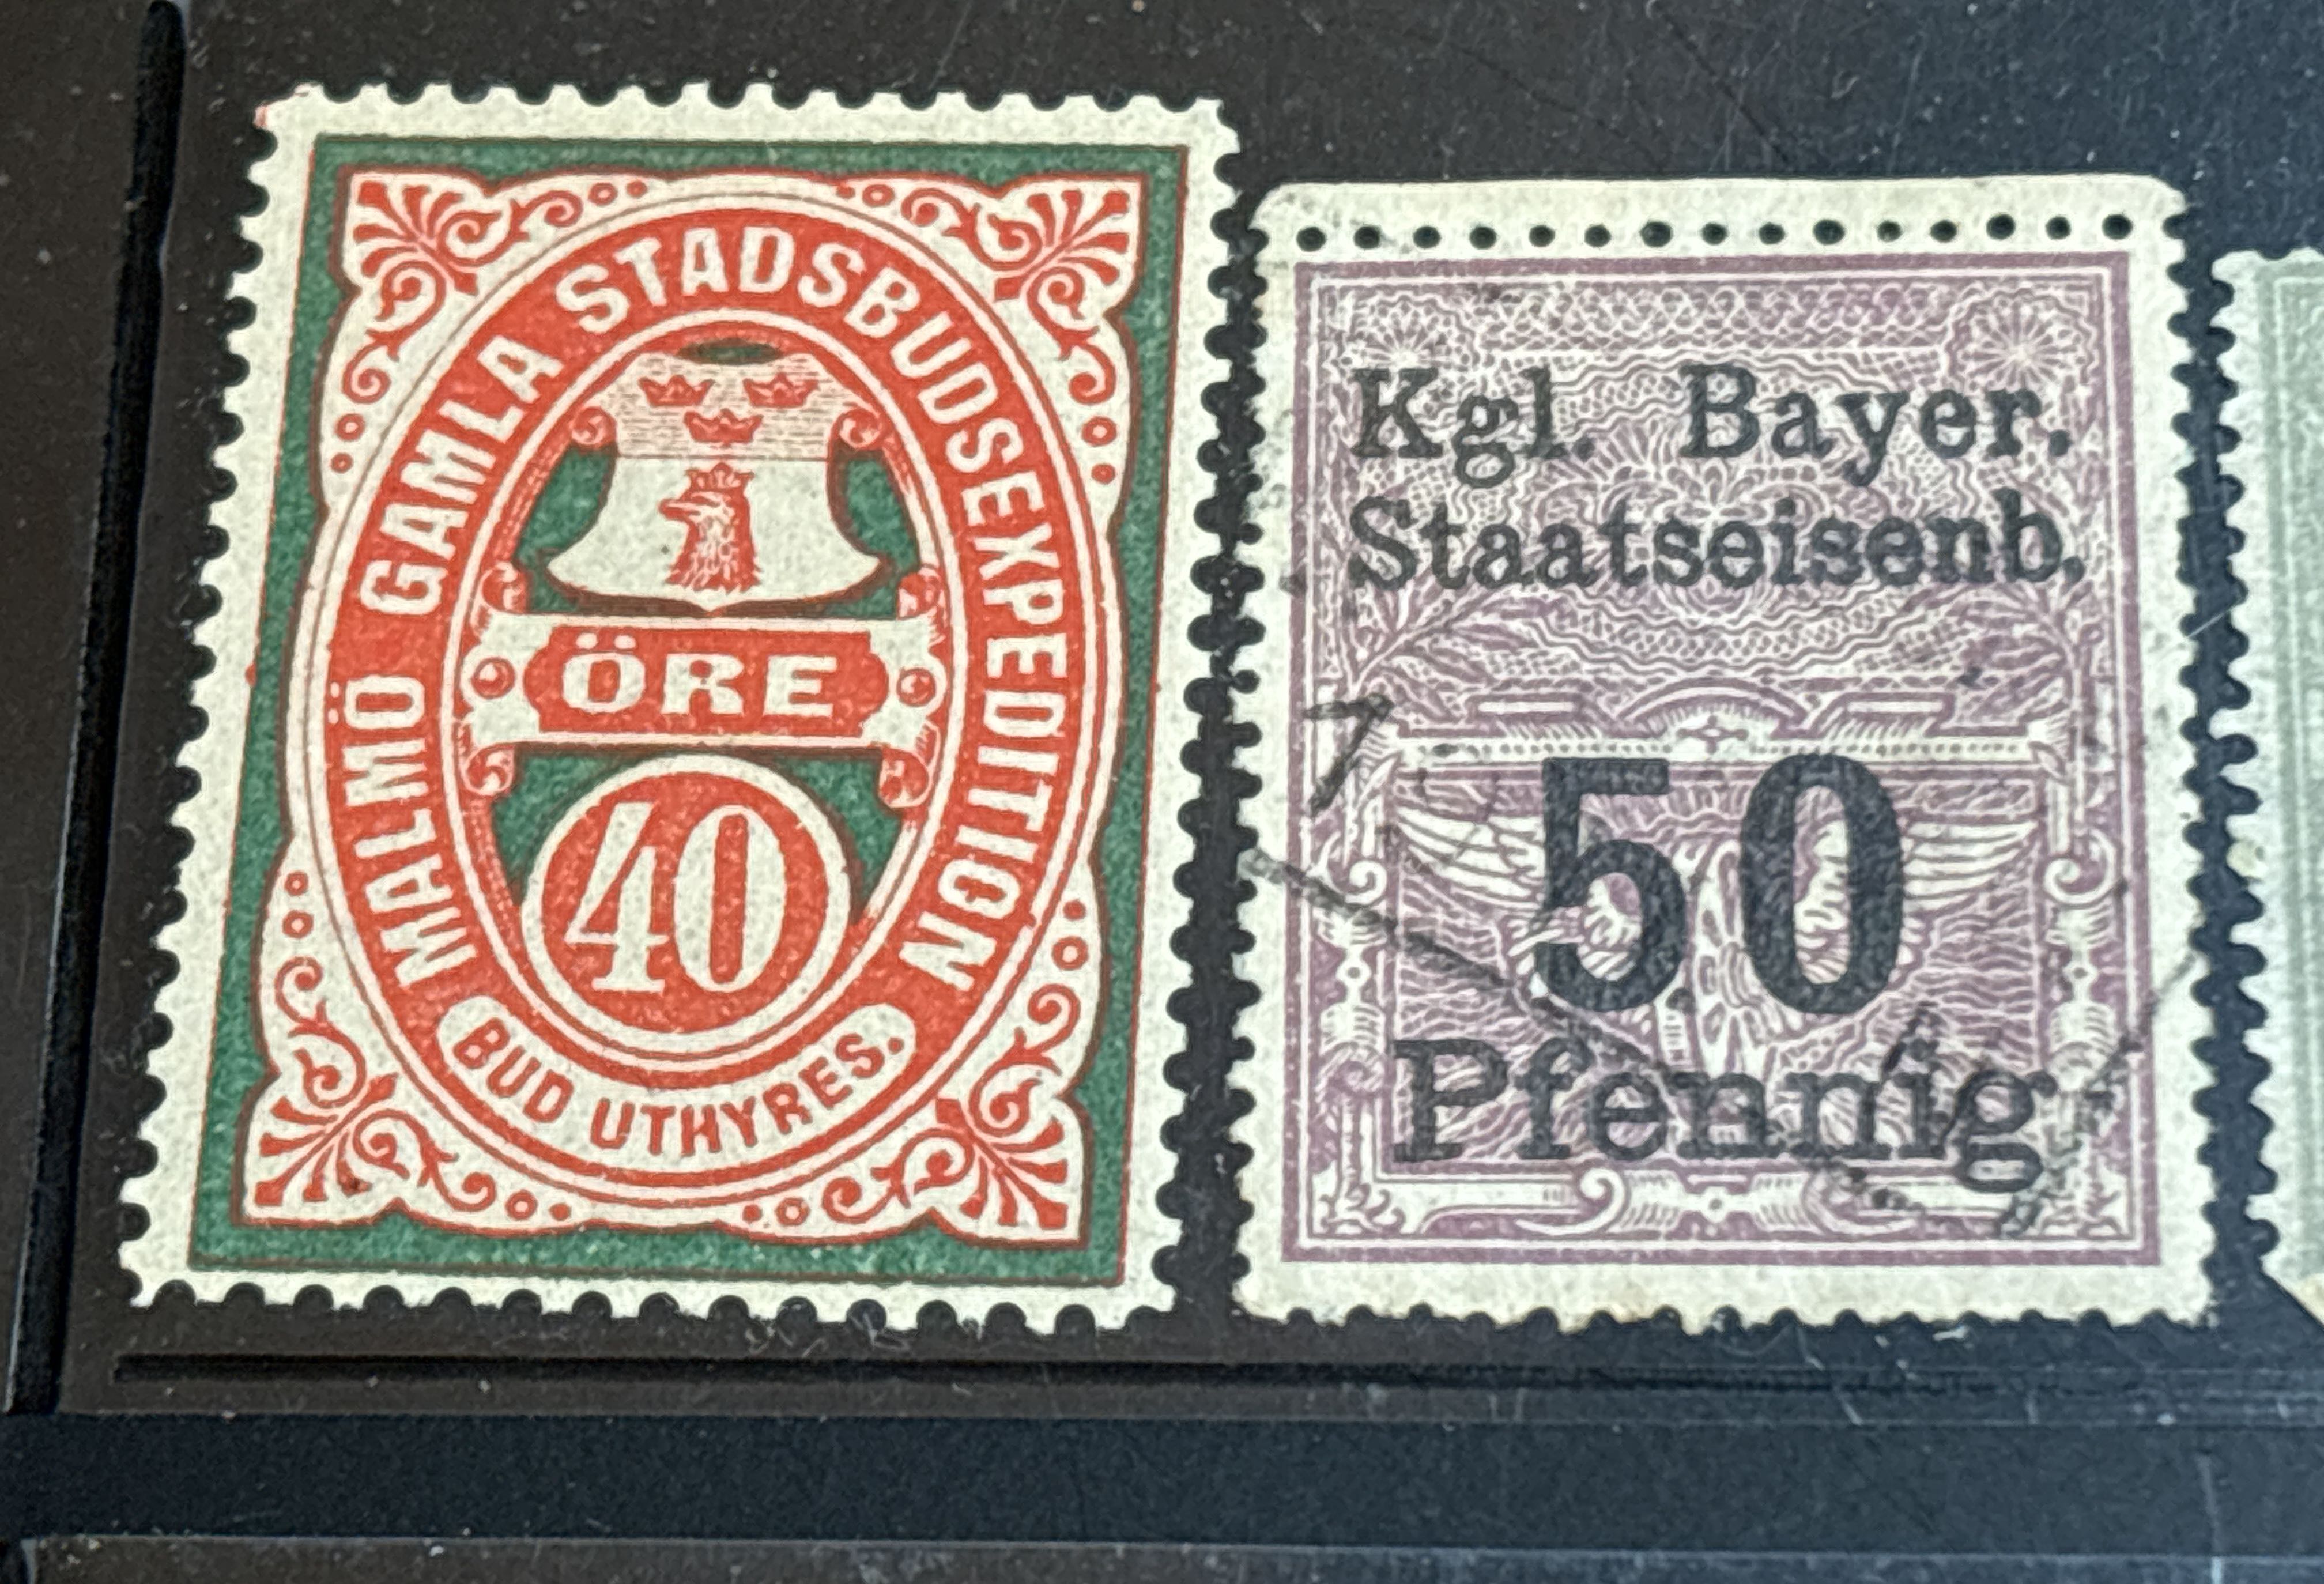 MALMÖ GAMLA STADSBUDSEXPEDITION
ÖRE
40
BUD UTHYRES.
Kgl. Bayer.
Staatseisenb.
50
Pfennig